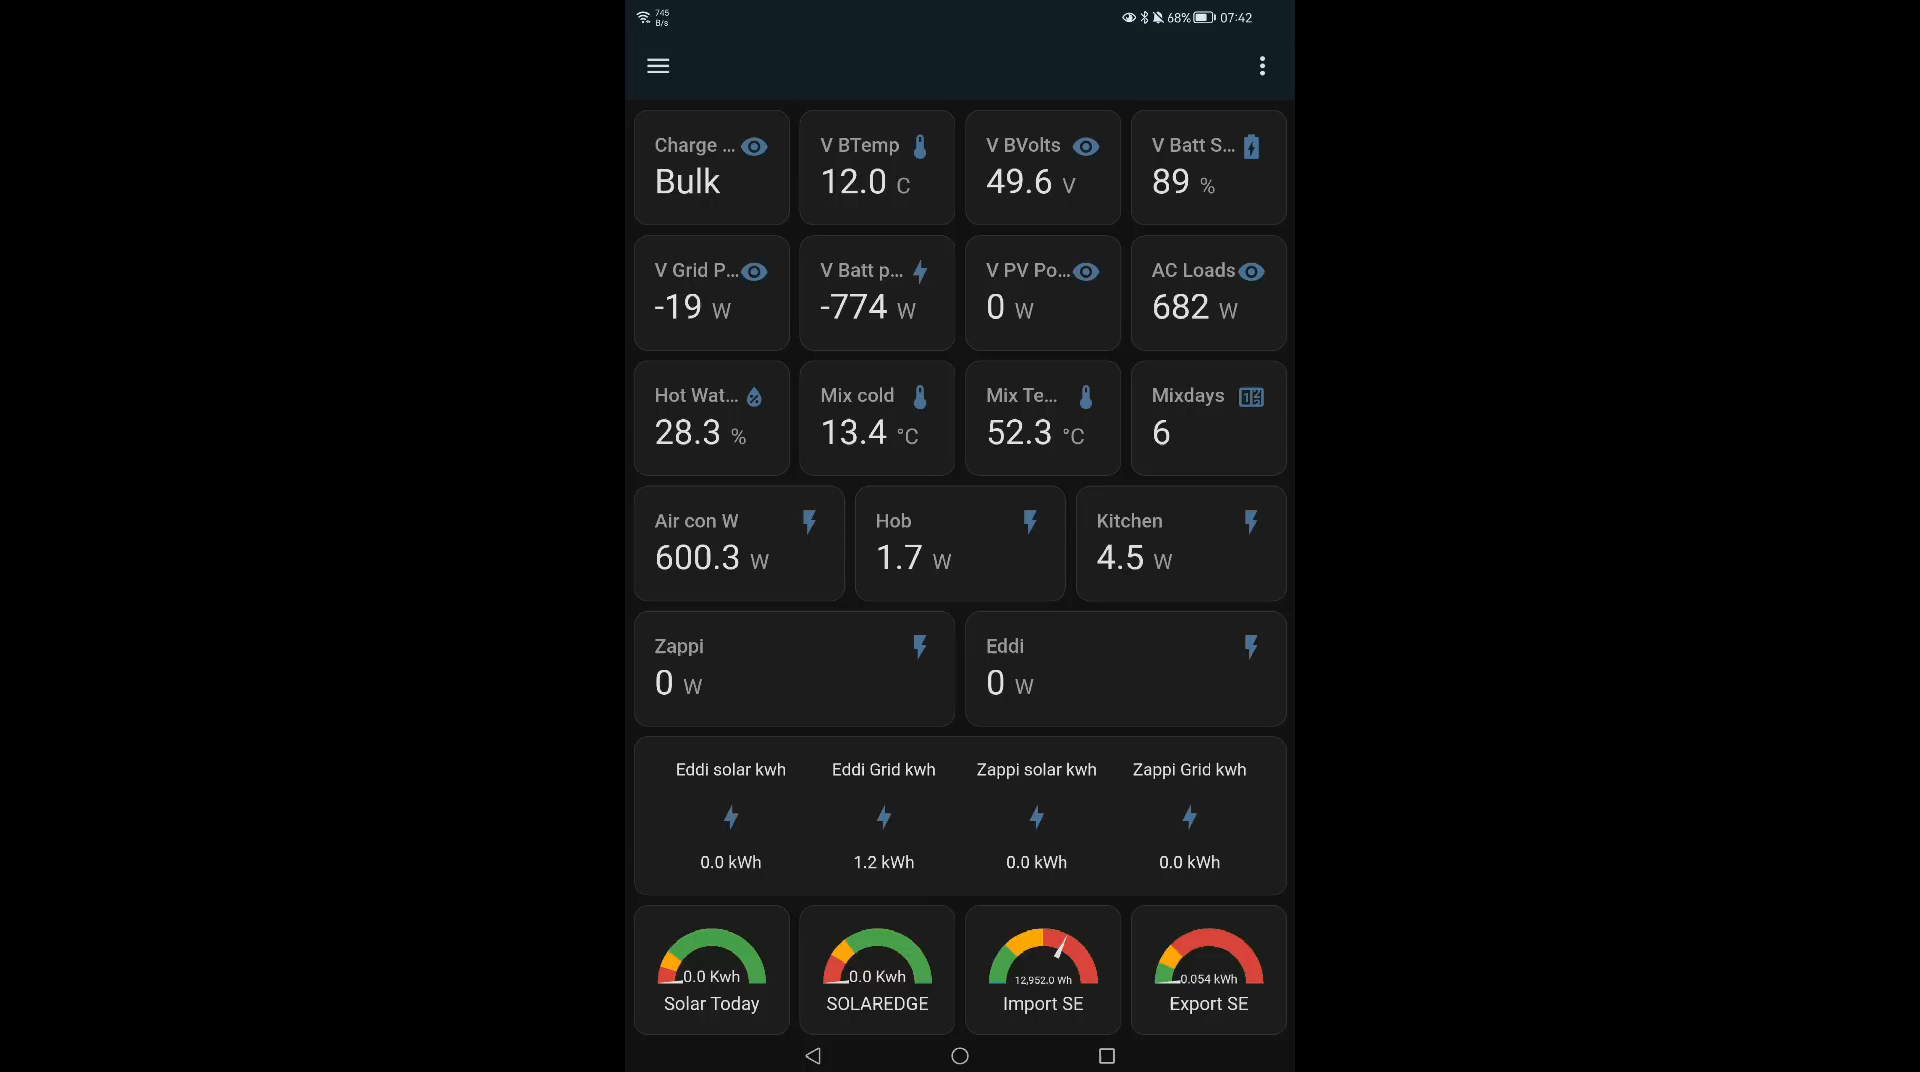 745
B/s
68%
07:42
Charge ...
Bulk
V BTemp
12.0 C
V BVolts
49.6 V
V Batt S...
89 %
V Grid P...
-19 W
V Batt p...
-774 W
V PV Po...
0 W
AC Loads
682 W
Hot Wat...
28.3 %
Mix cold
13.4 °C
Mix Te...
52.3 °C
Mixdays
6
Air con W
600.3 W
Hob
1.7 W
Kitchen
4.5 W
Zappi
0 W
Eddi
0 W
Eddi solar kwh
Eddi Grid kwh
Zappi solar kwh
Zappi Grid kwh
0.0 kWh
1.2 kWh
0.0 kWh
0.0 kWh
0.0 Kwh
Solar Today
0.0 Kwh
SOLAREDGE
12,952.0 Wh
Import SE
0.054 kWh
Export SE